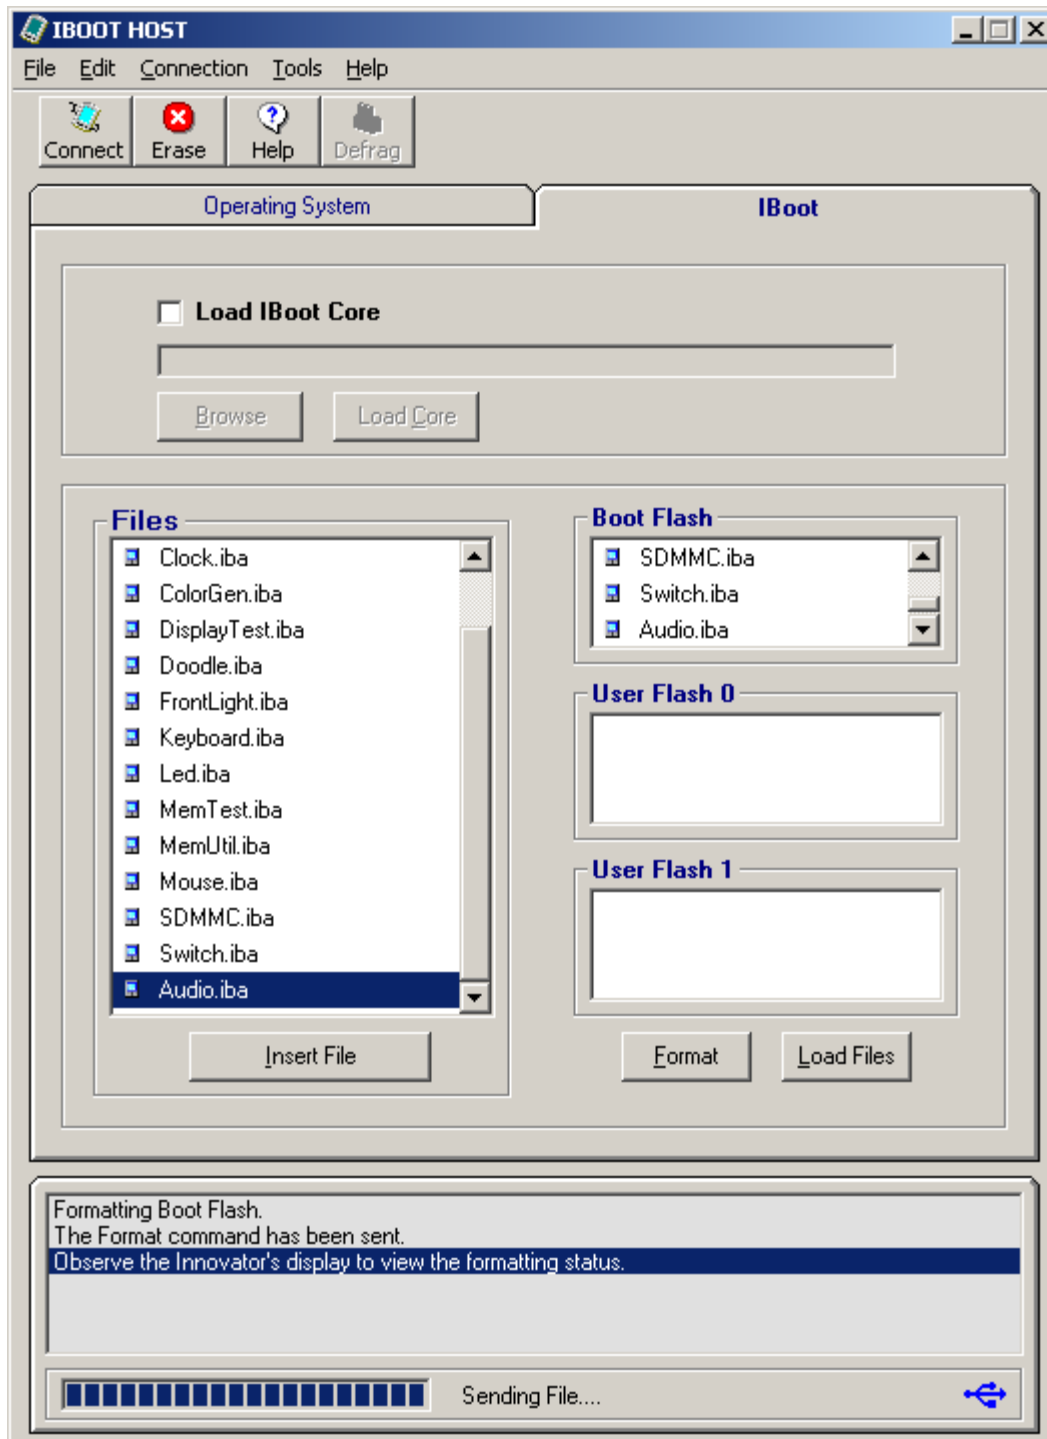 IBOOT HOST
File Edit Connection Tools Help
Connect Erase Help Defrag
Operating System IBoot
Load IBoot Core
Browse Load Core
Files
Clock.iba
ColorGen.iba
DisplayTest.iba
Doodle.iba
FrontLight.iba
Keyboard.iba
Led.iba
MemTest.iba
MemUtil.iba
Mouse.iba
SDMMC.iba
Switch.iba
Audio.iba
Insert File
Boot Flash
SDMMC.iba
Switch.iba
Audio.iba
User Flash 0
User Flash 1
Format Load Files
Formatting Boot Flash.
The Format command has been sent.
Observe the Innovator's display to view the formatting status.
Sending File....